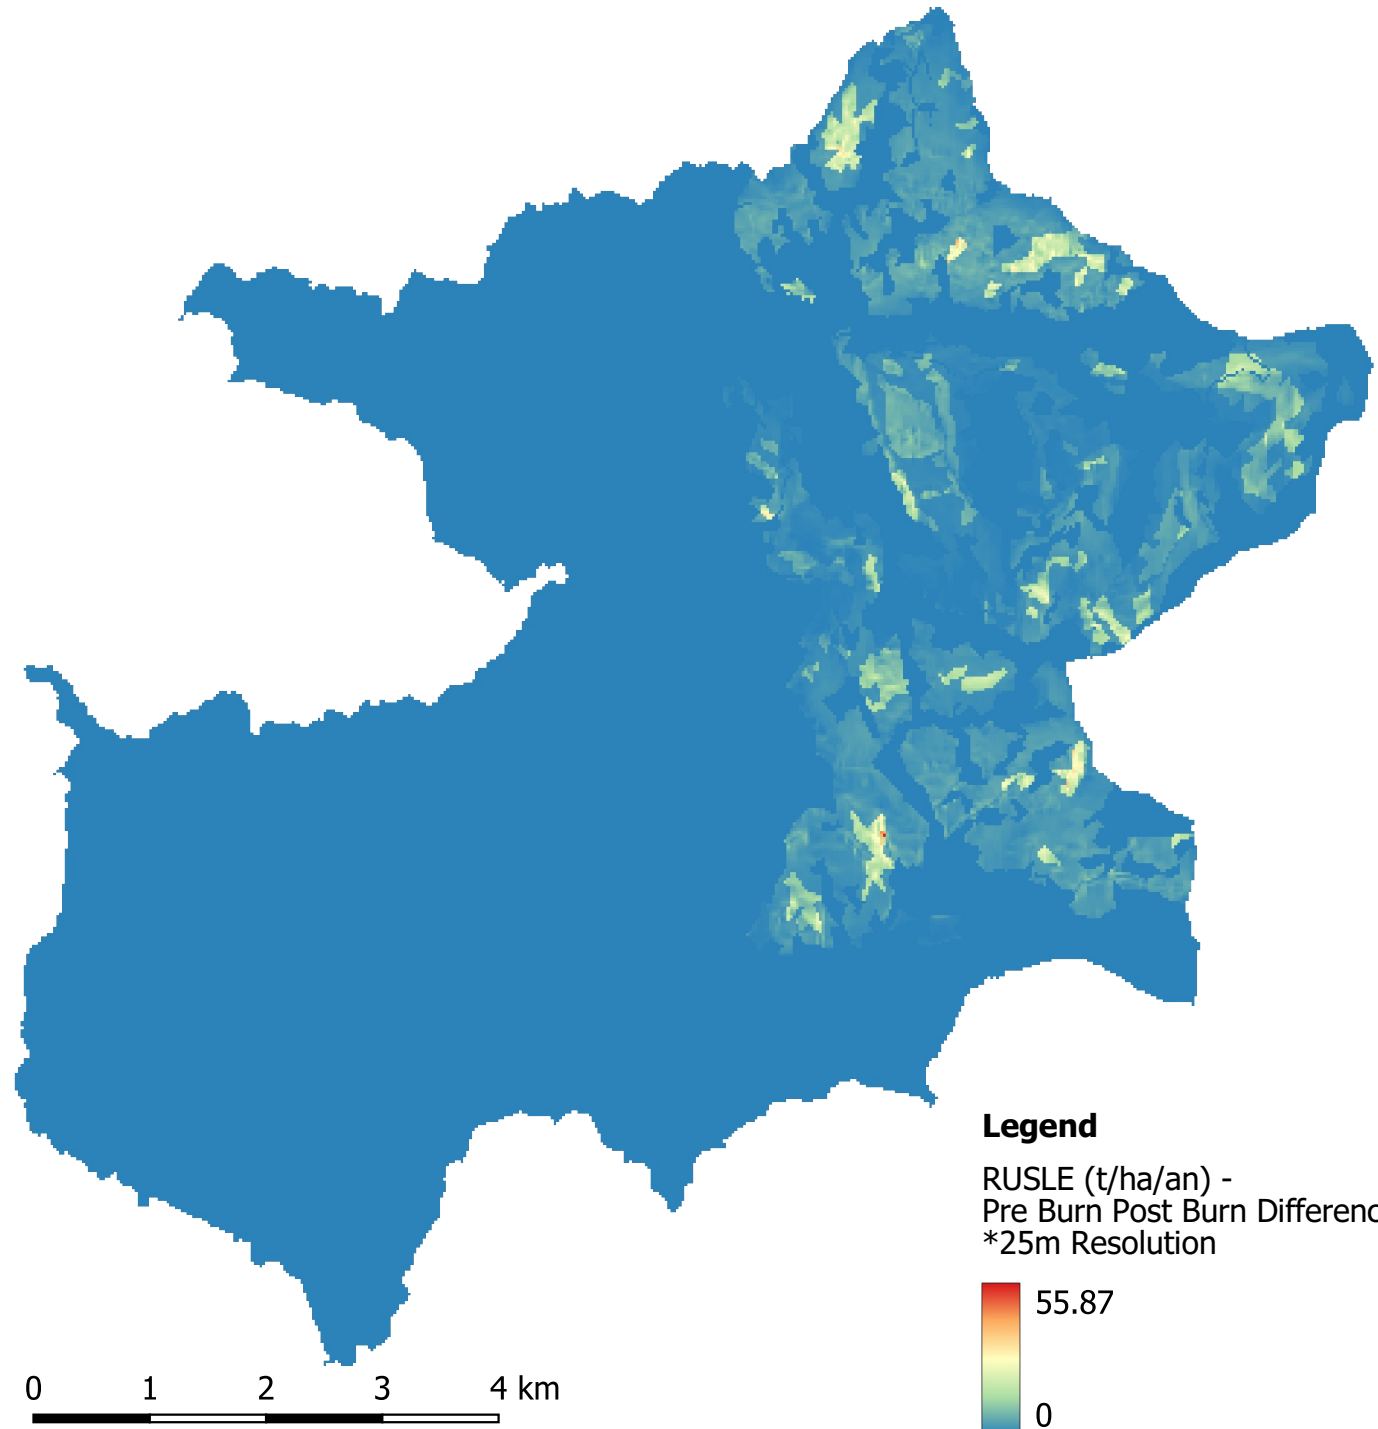 Legend
RUSLE (t/ha/an) -
Pre Burn Post Burn Differenc
*25m Resolution
55.87
0
0 1 2 3 4 km